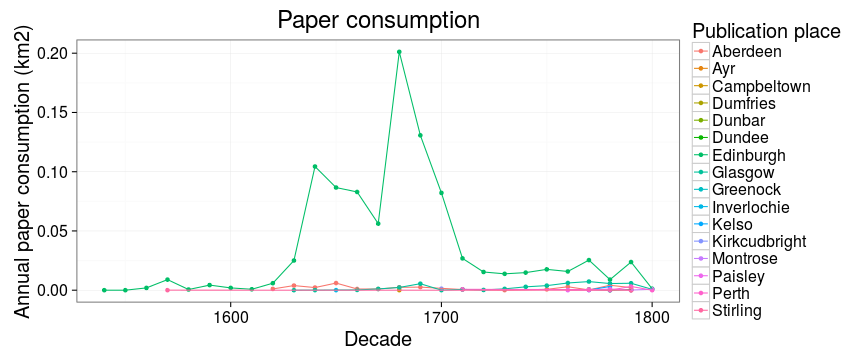 Paper consumption
Annual paper consumption (km2)
0.20
0.15
0.10
0.05
0.00
1600
1700
1800
Decade
Publication place
Aberdeen
Ayr
Campbeltown
Dumfries
Dunbar
Dundee
Edinburgh
Glasgow
Greenock
Inverlochie
Kelso
Kirkcudbright
Montrose
Paisley
Perth
Stirling